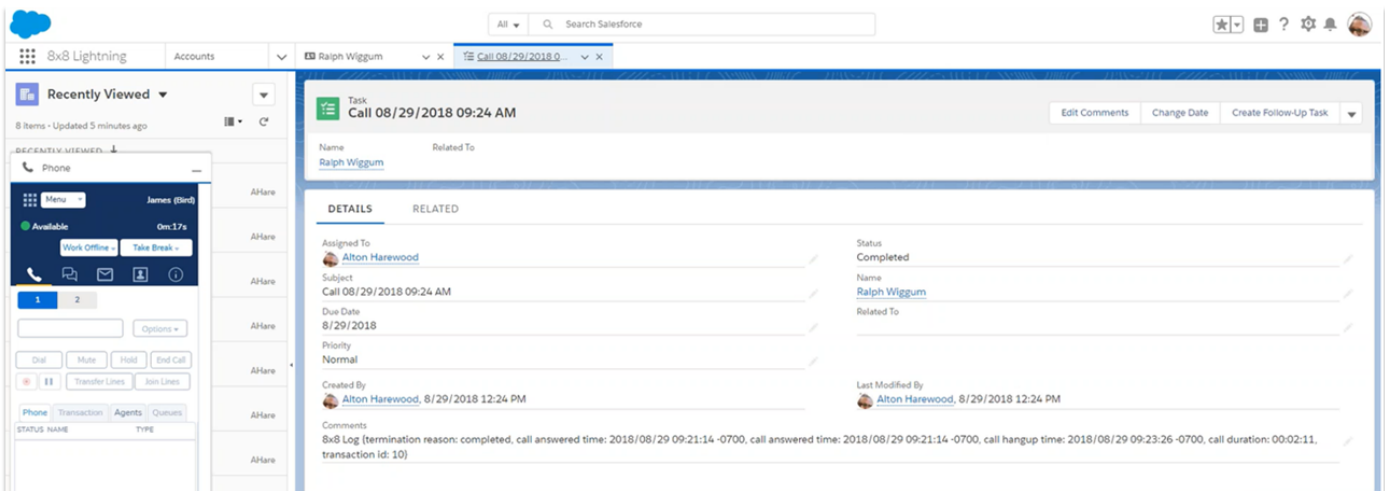 All
Search Salesforce
8x8 Lightning
Accounts
Ralph Wiggum
Call 08/29/2018 0...
Recently Viewed
8 items • Updated 5 minutes ago
RECENTLY VIEWED
Phone
Menu
James (Bird)
Available
0m:17s
Work Offline
Take Break
1
2
Options
Dial
Mute
Hold
End Call
Transfer Lines
Join Lines
Phone
Transaction
Agents
Queues
STATUS NAME
TYPE
AHare
AHare
AHare
AHare
AHare
AHare
AHare
Task
Call 08/29/2018 09:24 AM
Edit Comments
Change Date
Create Follow-Up Task
Name
Related To
Ralph Wiggum
DETAILS
RELATED
Assigned To
Alton Harewood
Status
Completed
Subject
Call 08/29/2018 09:24 AM
Name
Ralph Wiggum
Due Date
8/29/2018
Related To
Priority
Normal
Created By
Alton Harewood, 8/29/2018 12:24 PM
Last Modified By
Alton Harewood, 8/29/2018 12:24 PM
Comments
8x8 Log (termination reason: completed, call answered time: 2018/08/29 09:21:14 -0700, call answered time: 2018/08/29 09:21:14 -0700, call hangup time: 2018/08/29 09:23:26 -0700, call duration: 00:02:11,
transaction id: 10)